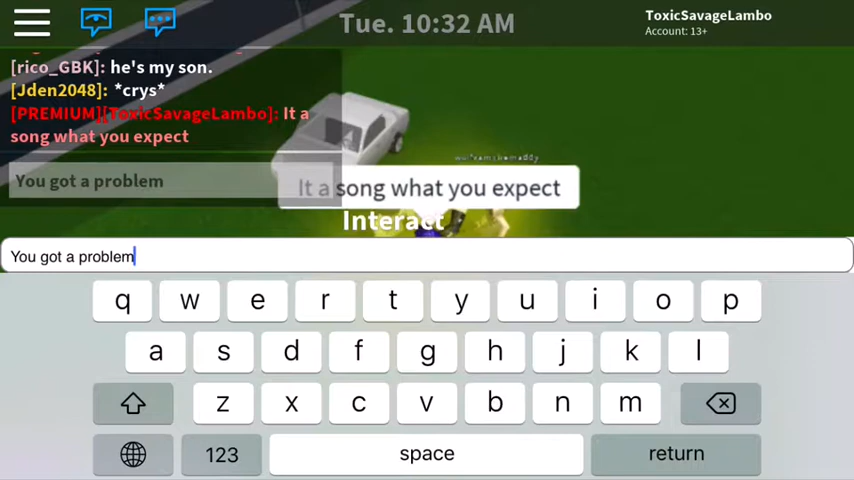 Tue. 10:32 AM
ToxicSavageLambo
Account: 13+
[rico_GBK]: he's my son.
[Jden2048]: *crys*
[PREMIUM][ToxicSavageLambo]: It a
song what you expect
You got a problem
It a song what you expect
Interact
You got a problem
q w e r t y u i o p
a s d f g h j k l
z x c v b n m
123 space return